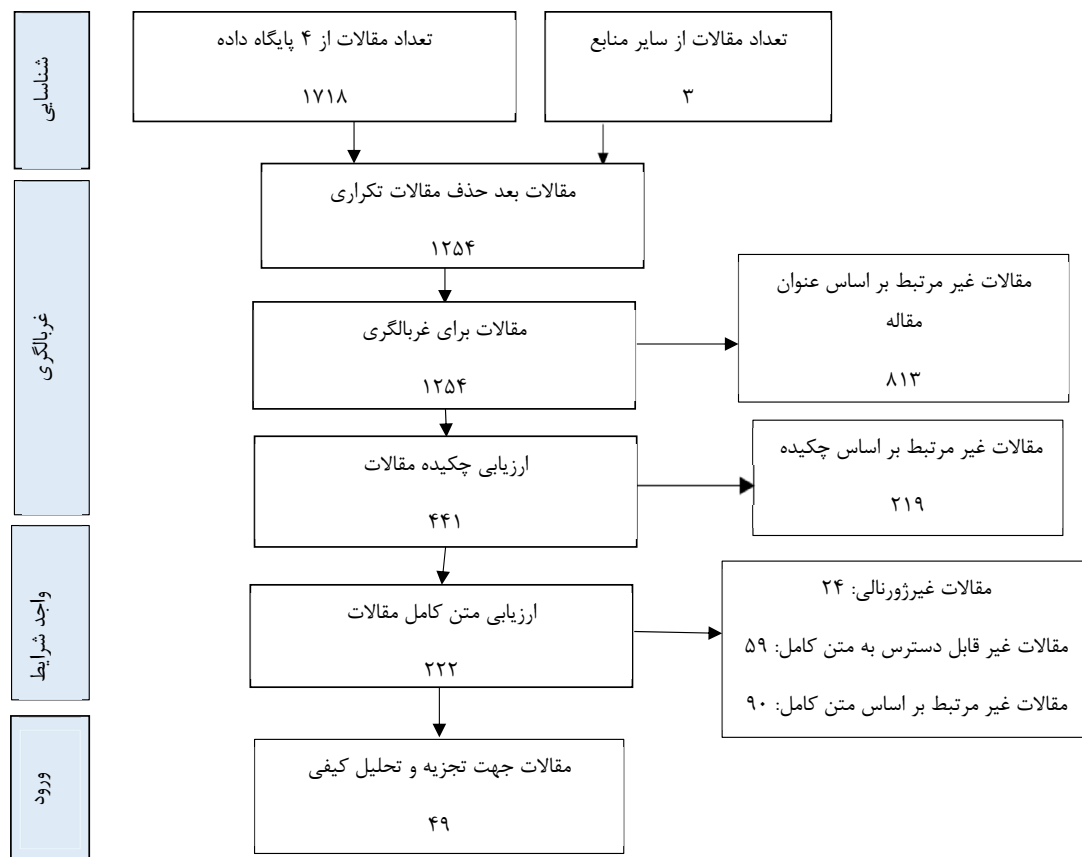 شناسایی
تعداد مقالات از ۴ پایگاه داده
۱۷۱۸
تعداد مقالات از سایر منابع
۳
غربالگری
مقالات بعد حذف مقالات تکراری
۱۲۵۴
مقالات برای غربالگری
۱۲۵۴
مقالات غیر مرتبط بر اساس عنوان
مقاله
۸۱۳
ارزیابی چکیده مقالات
۴۴۱
مقالات غیر مرتبط بر اساس چکیده
۲۱۹
واجد شرایط
ارزیابی متن کامل مقالات
۲۲۲
مقالات غیرژورنالی: ۲۴
مقالات غیر قابل دسترس به متن کامل: ۵۹
مقالات غیر مرتبط بر اساس متن کامل: ۹۰
ورود
مقالات جهت تجزیه و تحلیل کیفی
۴۹